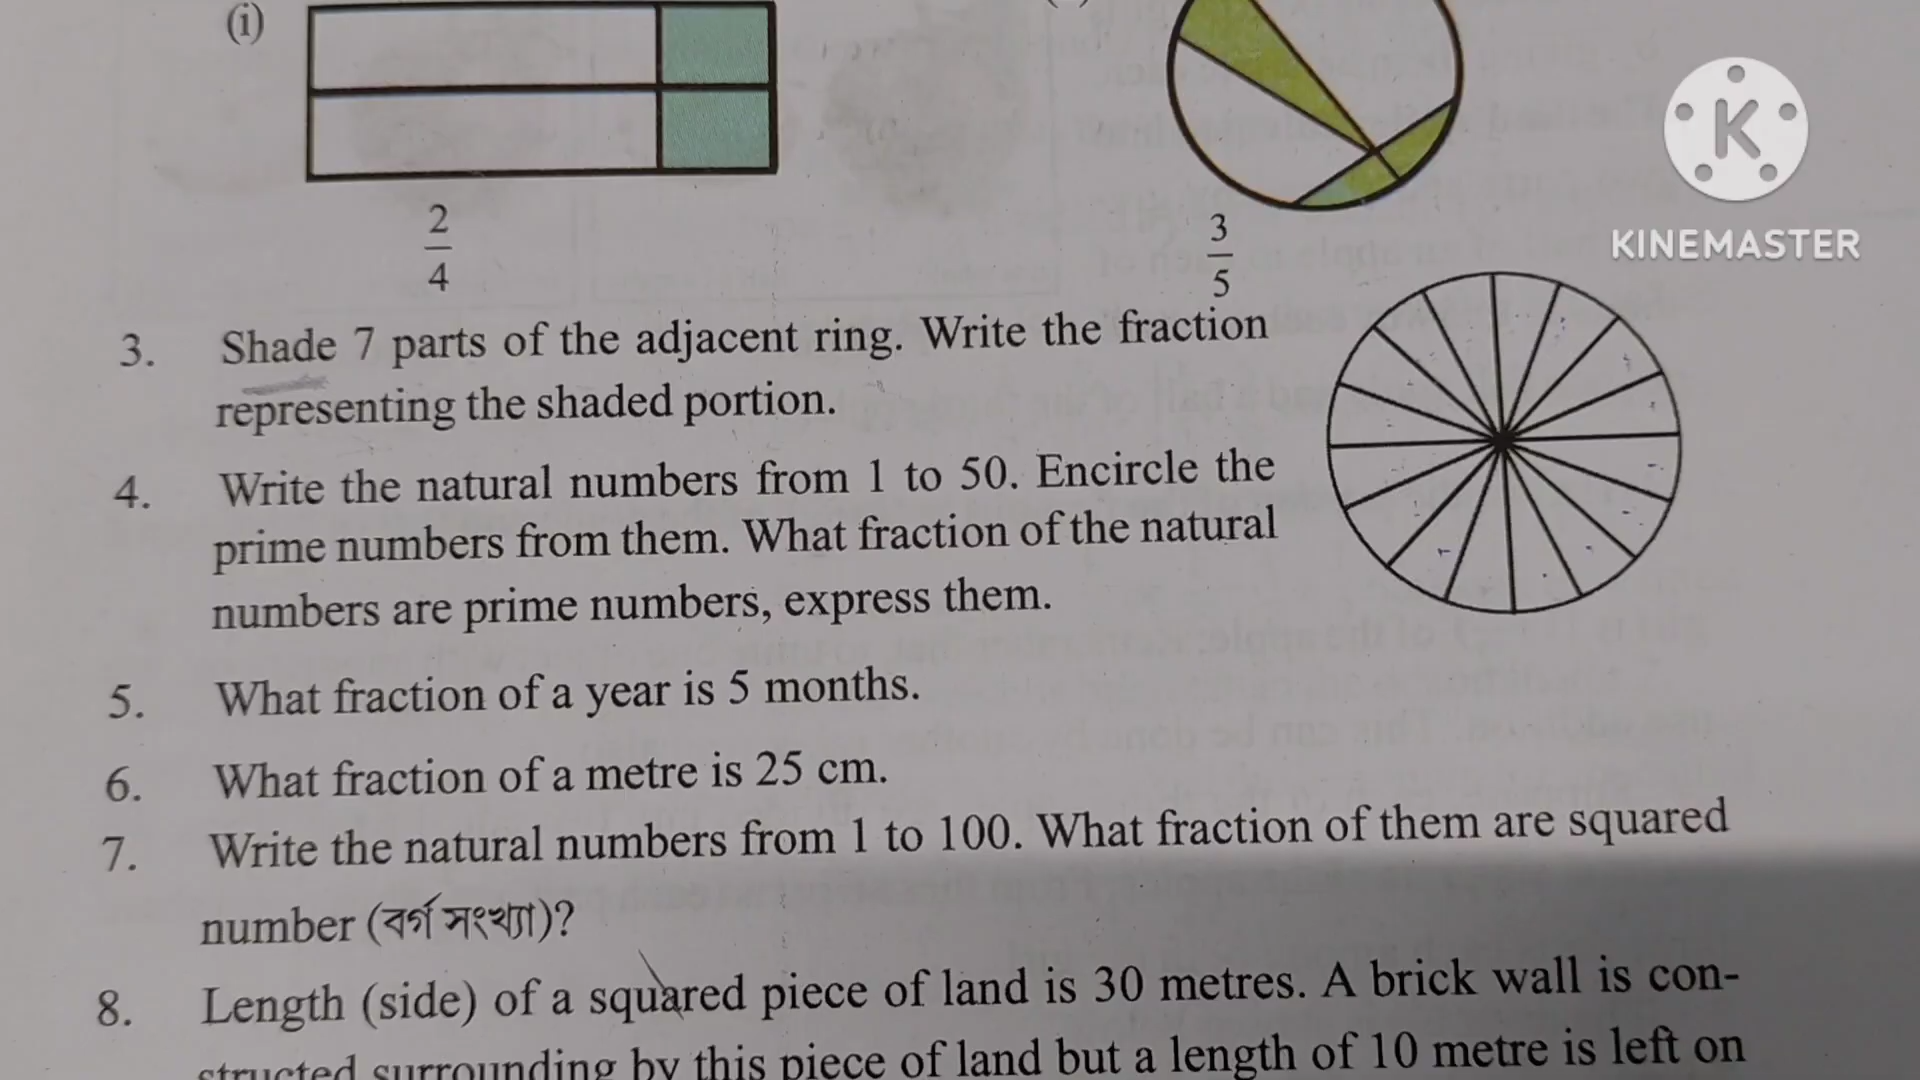 (i)
2
4
3
5
K
KINEMASTER
3. Shade 7 parts of the adjacent ring. Write the fraction
representing the shaded portion.
4. Write the natural numbers from 1 to 50. Encircle the
prime numbers from them. What fraction of the natural
numbers are prime numbers, express them.
5. What fraction of a year is 5 months.
6. What fraction of a metre is 25 cm.
7. Write the natural numbers from 1 to 100. What fraction of them are squared
number (বর্গ সংখ্যা)?
8. Length (side) of a squared piece of land is 30 metres. A brick wall is con-
structed surrounding by this piece of land but a length of 10 metre is left on